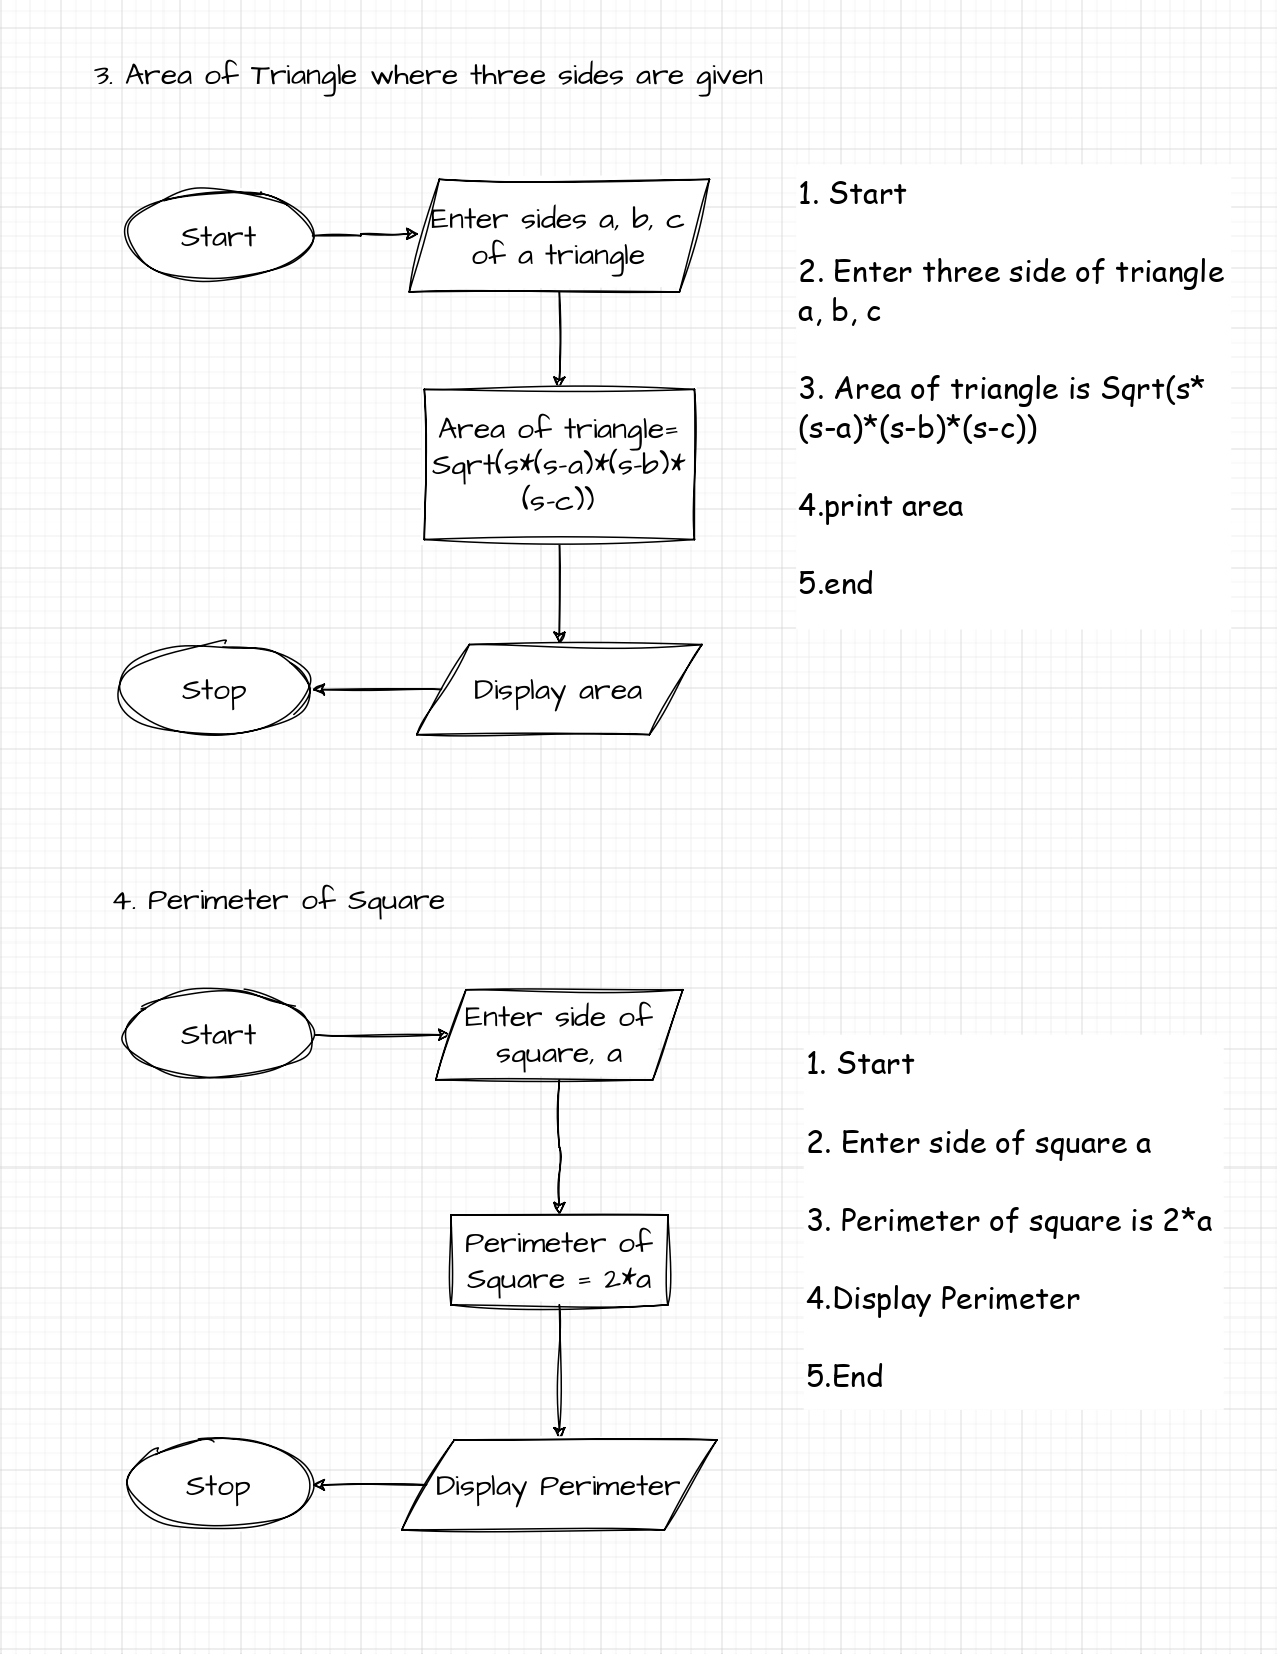 3. Area of Triangle where three sides are given
Start
Enter sides a, b, c
of a triangle
Area of triangle=
Sqrt(s*(s-a)*(s-b)*
(s-c))
Display area
Stop
1. Start
2. Enter three side of triangle
a, b, c
3. Area of triangle is Sqrt(s*
(s-a)*(s-b)*(s-c))
4.print area
5.end
4. Perimeter of Square
Start
Enter side of
square, a
Perimeter of
Square = 2*a
Display Perimeter
Stop
1. Start
2. Enter side of square a
3. Perimeter of square is 2*a
4.Display Perimeter
5.End